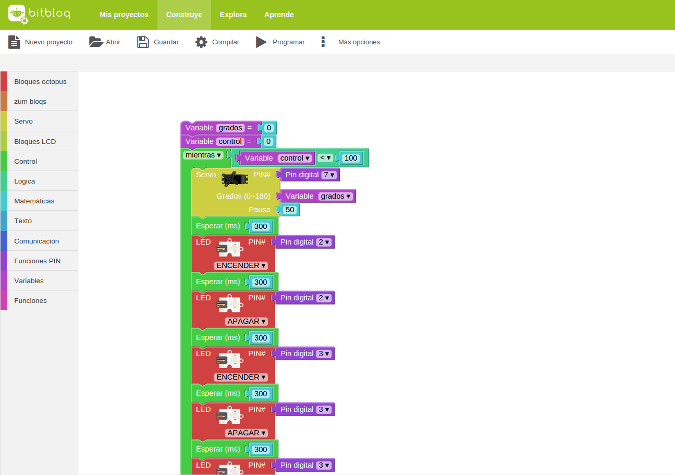 bitbloq
Mis proyectos Construye Explora Aprende
Nuevo proyecto Abrir Guardar Compilar Programar Más opciones
Bloques octopus
zum bloqs
Servo
Bloques LCD
Control
Lógica
Matemáticas
Texto
Comunicación
Funciones PIN
Variables
Funciones
Variable grados = 0
Variable control = 0
mientras ▾ Variable control ▾ < ▾ 100
Servo PIN# Pin digital 7 ▾
Grados (0~180) Variable grados ▾
Pausa 50
Esperar (ms) 300
LED PIN# Pin digital 2 ▾
ENCENDER ▾
Esperar (ms) 300
LED PIN# Pin digital 2 ▾
APAGAR ▾
Esperar (ms) 300
LED PIN# Pin digital 3 ▾
ENCENDER ▾
Esperar (ms) 300
LED PIN# Pin digital 3 ▾
APAGAR ▾
Esperar (ms) 300
LED PIN# Pin digital 3 ▾